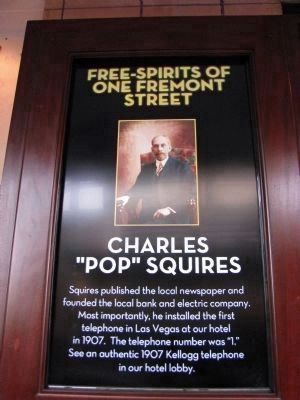 FREE-SPIRITS OF
ONE FREMONT
STREET
CHARLES
"POP" SQUIRES
Squires published the local newspaper and
founded the local bank and electric company.
Most importantly, he installed the first
telephone in Las Vegas at our hotel
in 1907. The telephone number was "1."
See an authentic 1907 Kellogg telephone
in our hotel lobby.